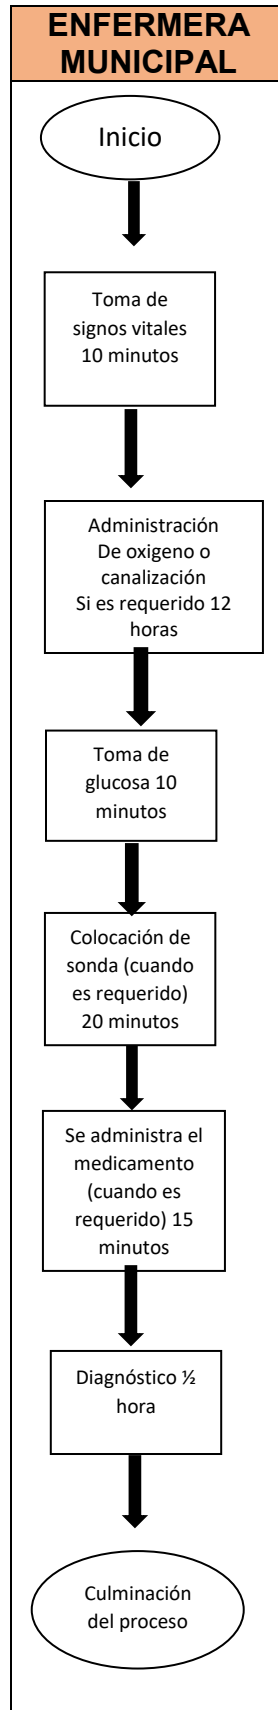 ENFERMERA
MUNICIPAL
Inicio
Toma de
signos vitales
10 minutos
Administración
De oxigeno o
canalización
Si es requerido 12
horas
Toma de
glucosa 10
minutos
Colocación de
sonda (cuando
es requerido)
20 minutos
Se administra el
medicamento
(cuando es
requerido) 15
minutos
Diagnóstico ½
hora
Culminación
del proceso